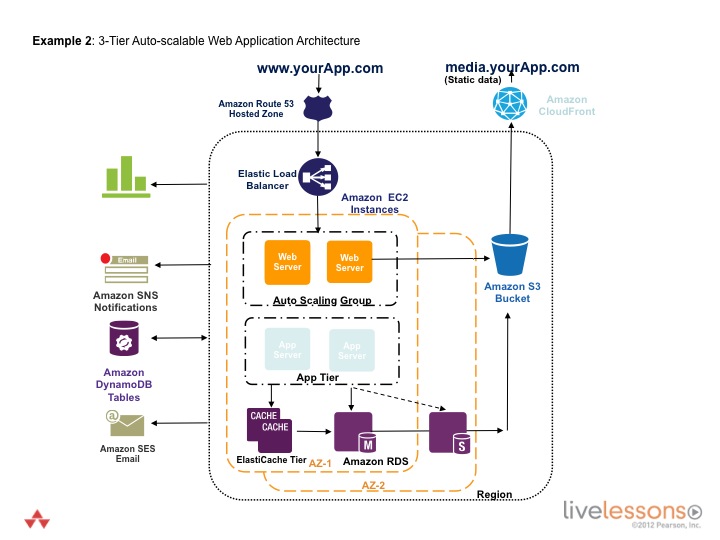 Example 2: 3-Tier Auto-scalable Web Application Architecture
www.yourApp.com
media.yourApp.com
(Static data)
Amazon Route 53
Hosted Zone
Amazon
CloudFront
Elastic Load
Balancer
Amazon EC2
Instances
Web
Server
Web
Server
Auto Scaling Group
Email
Amazon SNS
Notifications
Amazon S3
Bucket
App
Server
App
Server
App Tier
Amazon
DynamoDB
Tables
CACHE
CACHE
M
S
@
Amazon SES
Email
ElastiCache Tier
AZ-1
Amazon RDS
AZ-2
Region
livelessons
©2012 Pearson, Inc.